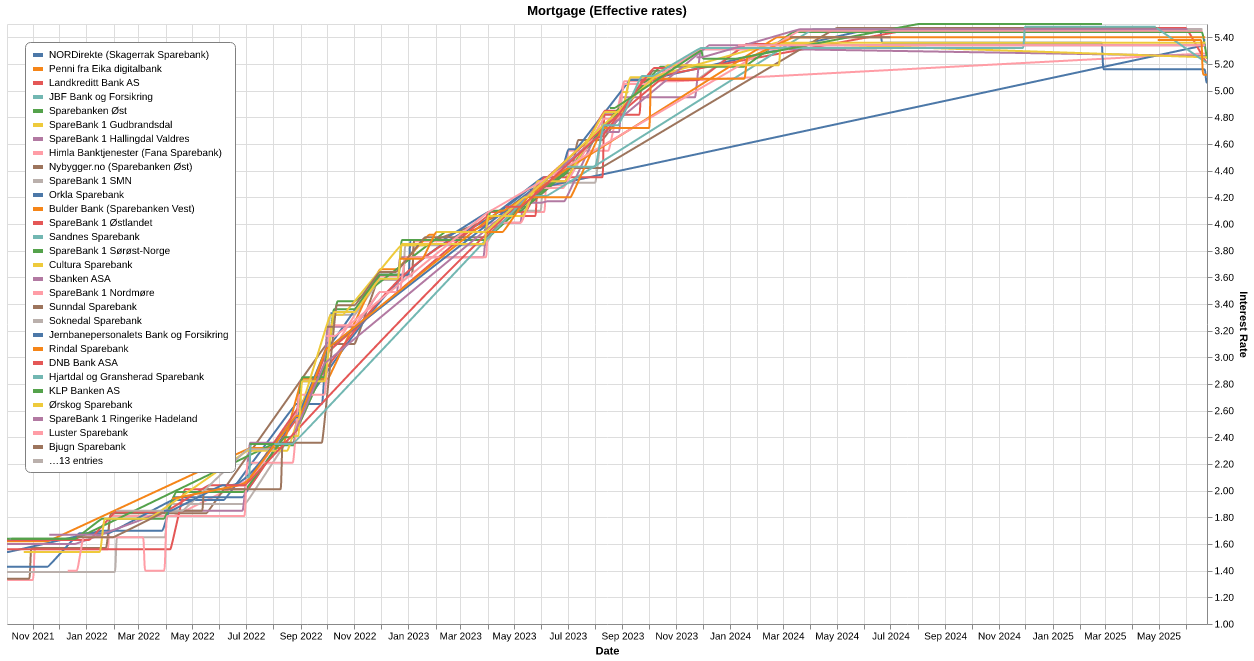 Mortgage (Effective rates)
NORDirekte (Skagerrak Sparebank)
Penni fra Eika digitalbank
Landkreditt Bank AS
JBF Bank og Forsikring
Sparebanken Øst
SpareBank 1 Gudbrandsdal
SpareBank 1 Hallingdal Valdres
Himla Banktjenester (Fana Sparebank)
Nybygger.no (Sparebanken Øst)
SpareBank 1 SMN
Orkla Sparebank
Bulder Bank (Sparebanken Vest)
SpareBank 1 Østlandet
Sandnes Sparebank
SpareBank 1 Sørøst-Norge
Cultura Sparebank
Sbanken ASA
SpareBank 1 Nordmøre
Sunndal Sparebank
Soknedal Sparebank
Jernbanepersonalets Bank og Forsikring
Rindal Sparebank
DNB Bank ASA
Hjartdal og Gransherad Sparebank
KLP Banken AS
Ørskog Sparebank
SpareBank 1 Ringerike Hadeland
Luster Sparebank
Bjugn Sparebank
…13 entries
5.40
5.20
5.00
4.80
4.60
4.40
4.20
4.00
3.80
3.60
3.40
3.20
3.00
2.80
2.60
2.40
2.20
2.00
1.80
1.60
1.40
1.20
1.00
Interest Rate
Nov 2021 Jan 2022 Mar 2022 May 2022 Jul 2022 Sep 2022 Nov 2022 Jan 2023 Mar 2023 May 2023 Jul 2023 Sep 2023 Nov 2023 Jan 2024 Mar 2024 May 2024 Jul 2024 Sep 2024 Nov 2024 Jan 2025 Mar 2025 May 2025
Date